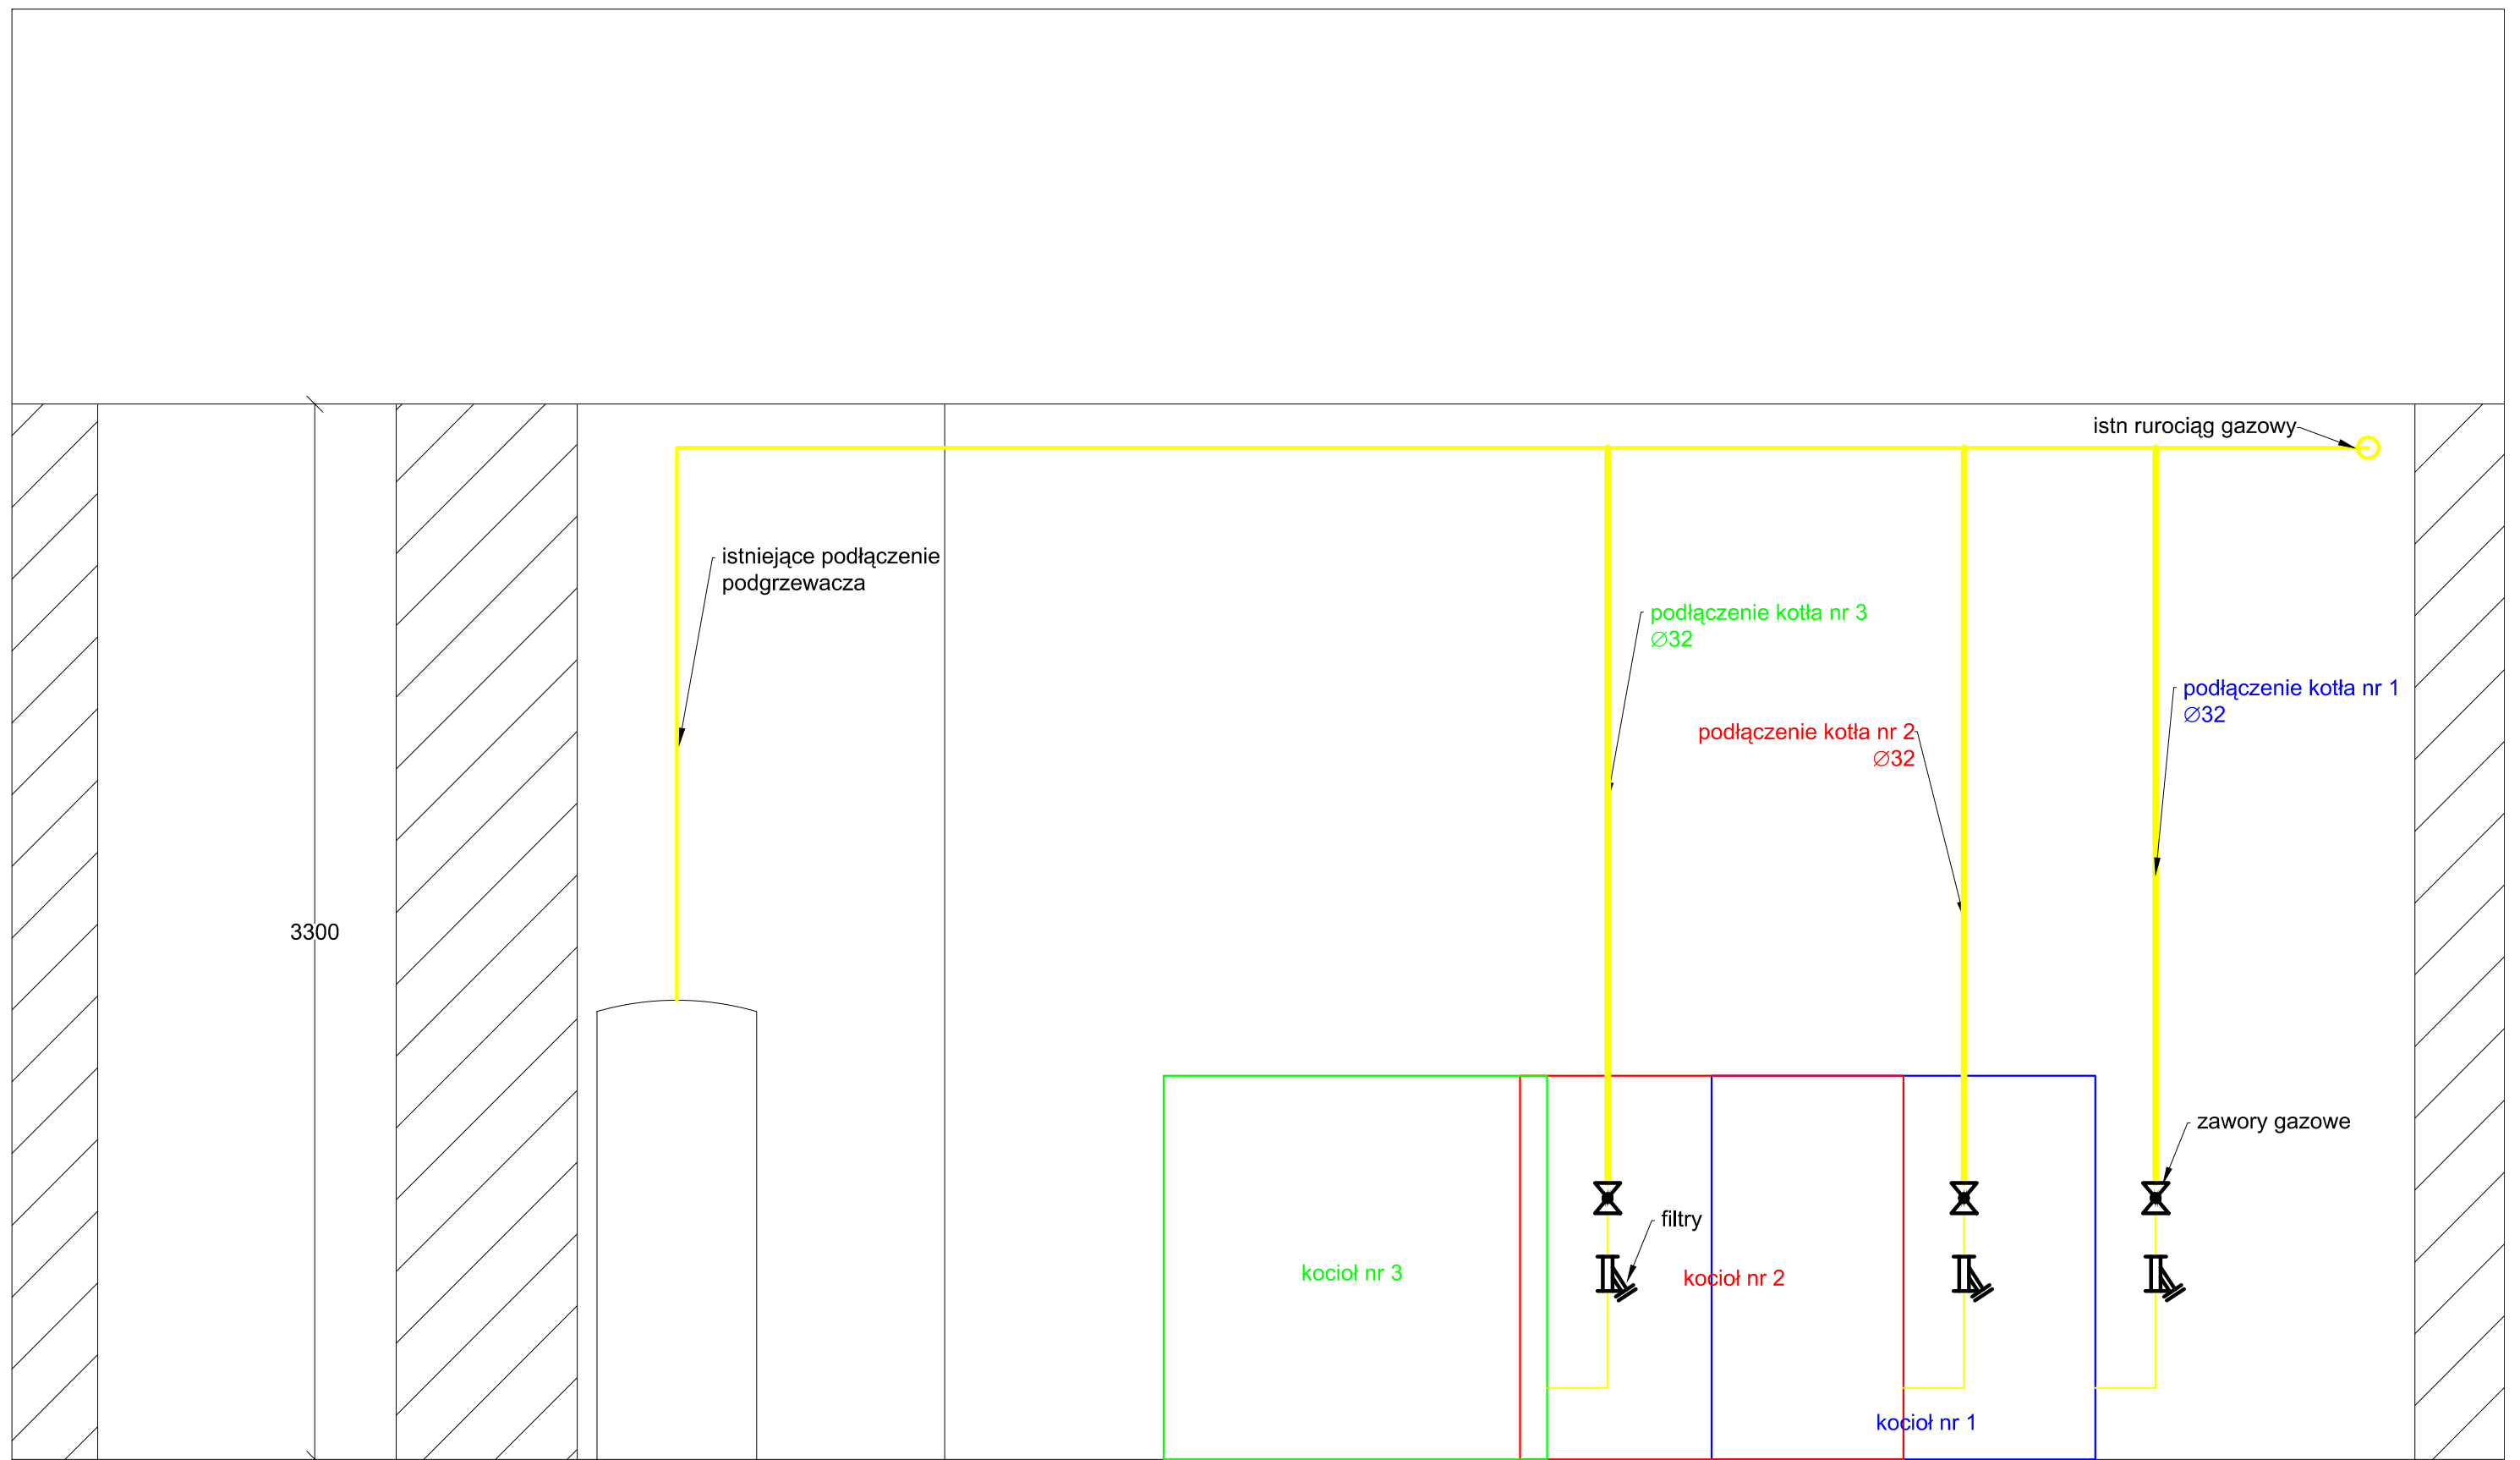 istn rurociąg gazowy
istniejące podłączenie
podgrzewacza
podłączenie kotła nr 3
∅32
podłączenie kotła nr 1
∅32
podłączenie kotła nr 2
∅32
3300
zawory gazowe
filtry
kocioł nr 3
kocioł nr 2
kocioł nr 1